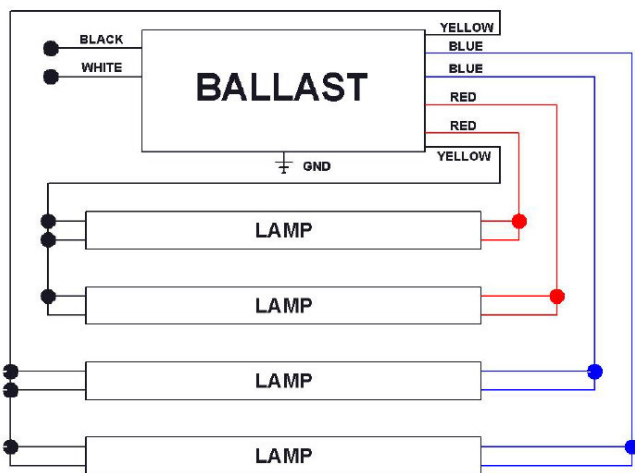 YELLOW
BLACK
BLUE
WHITE
BLUE
BALLAST
RED
RED
YELLOW
GND
LAMP
LAMP
LAMP
LAMP